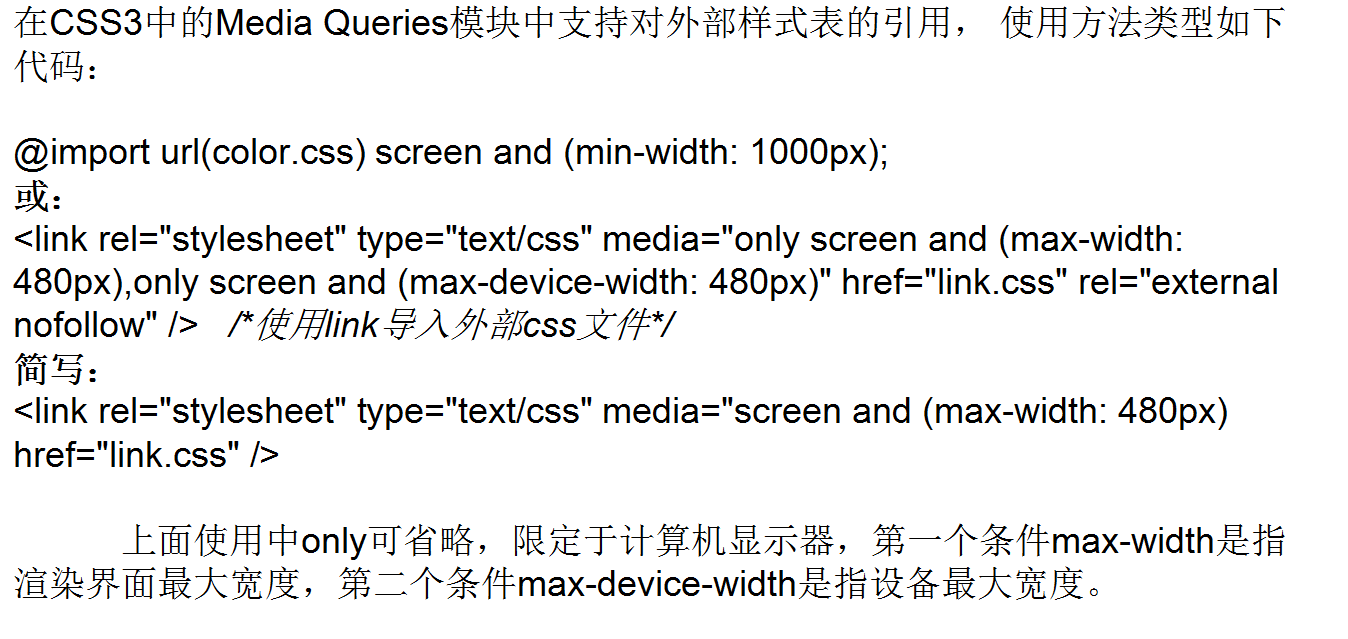 在CSS3中的Media Queries模块中支持对外部样式表的引用， 使用方法类型如下
代码：
@import url(color.css) screen and (min-width: 1000px);
或：
<link rel="stylesheet" type="text/css" media="only screen and (max-width:
480px),only screen and (max-device-width: 480px)" href="link.css" rel="external
nofollow" /> /*使用link导入外部css文件*/
简写：
<link rel="stylesheet" type="text/css" media="screen and (max-width: 480px)
href="link.css" />
上面使用中only可省略，限定于计算机显示器，第一个条件max-width是指
渲染界面最大宽度，第二个条件max-device-width是指设备最大宽度。